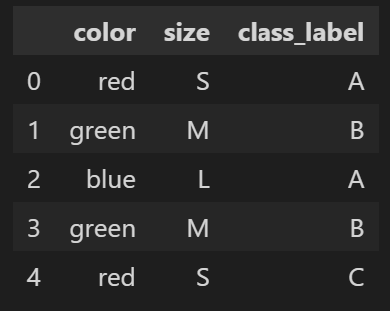 color size class_label
0 red S A
1 green M B
2 blue L A
3 green M B
4 red S C